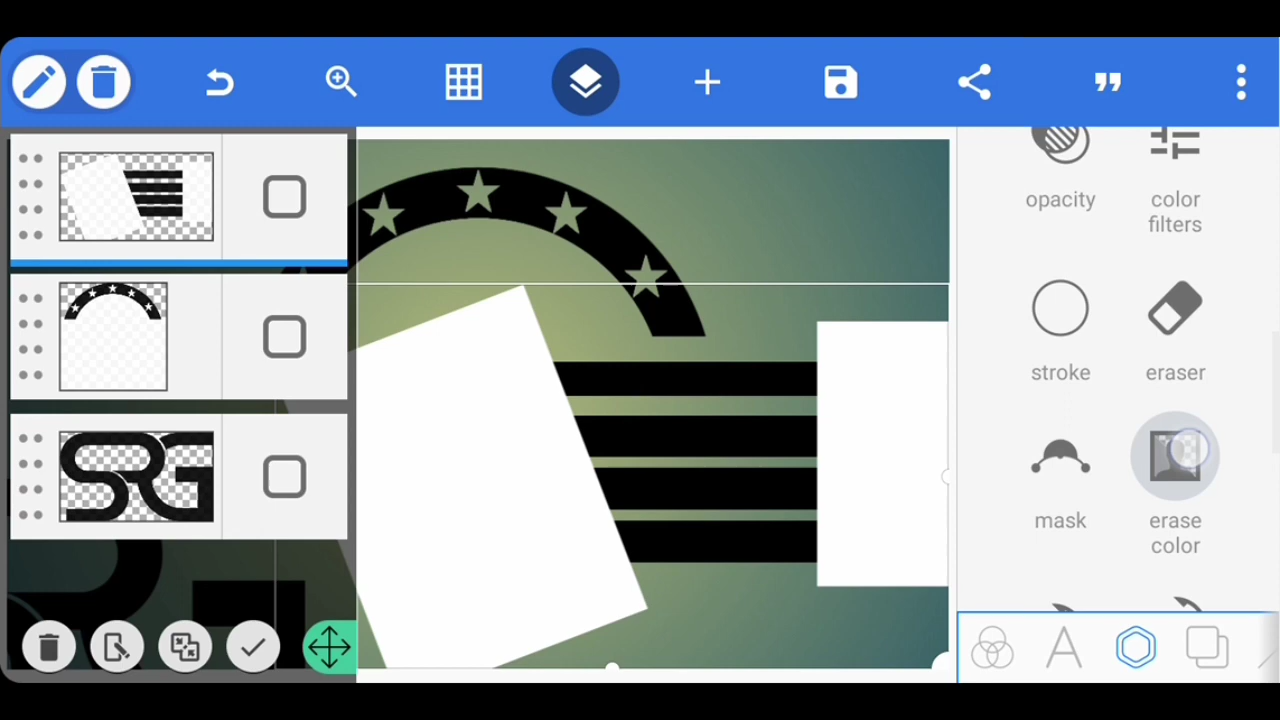 opacity
color
filters
stroke
eraser
mask
erase
color
SRG